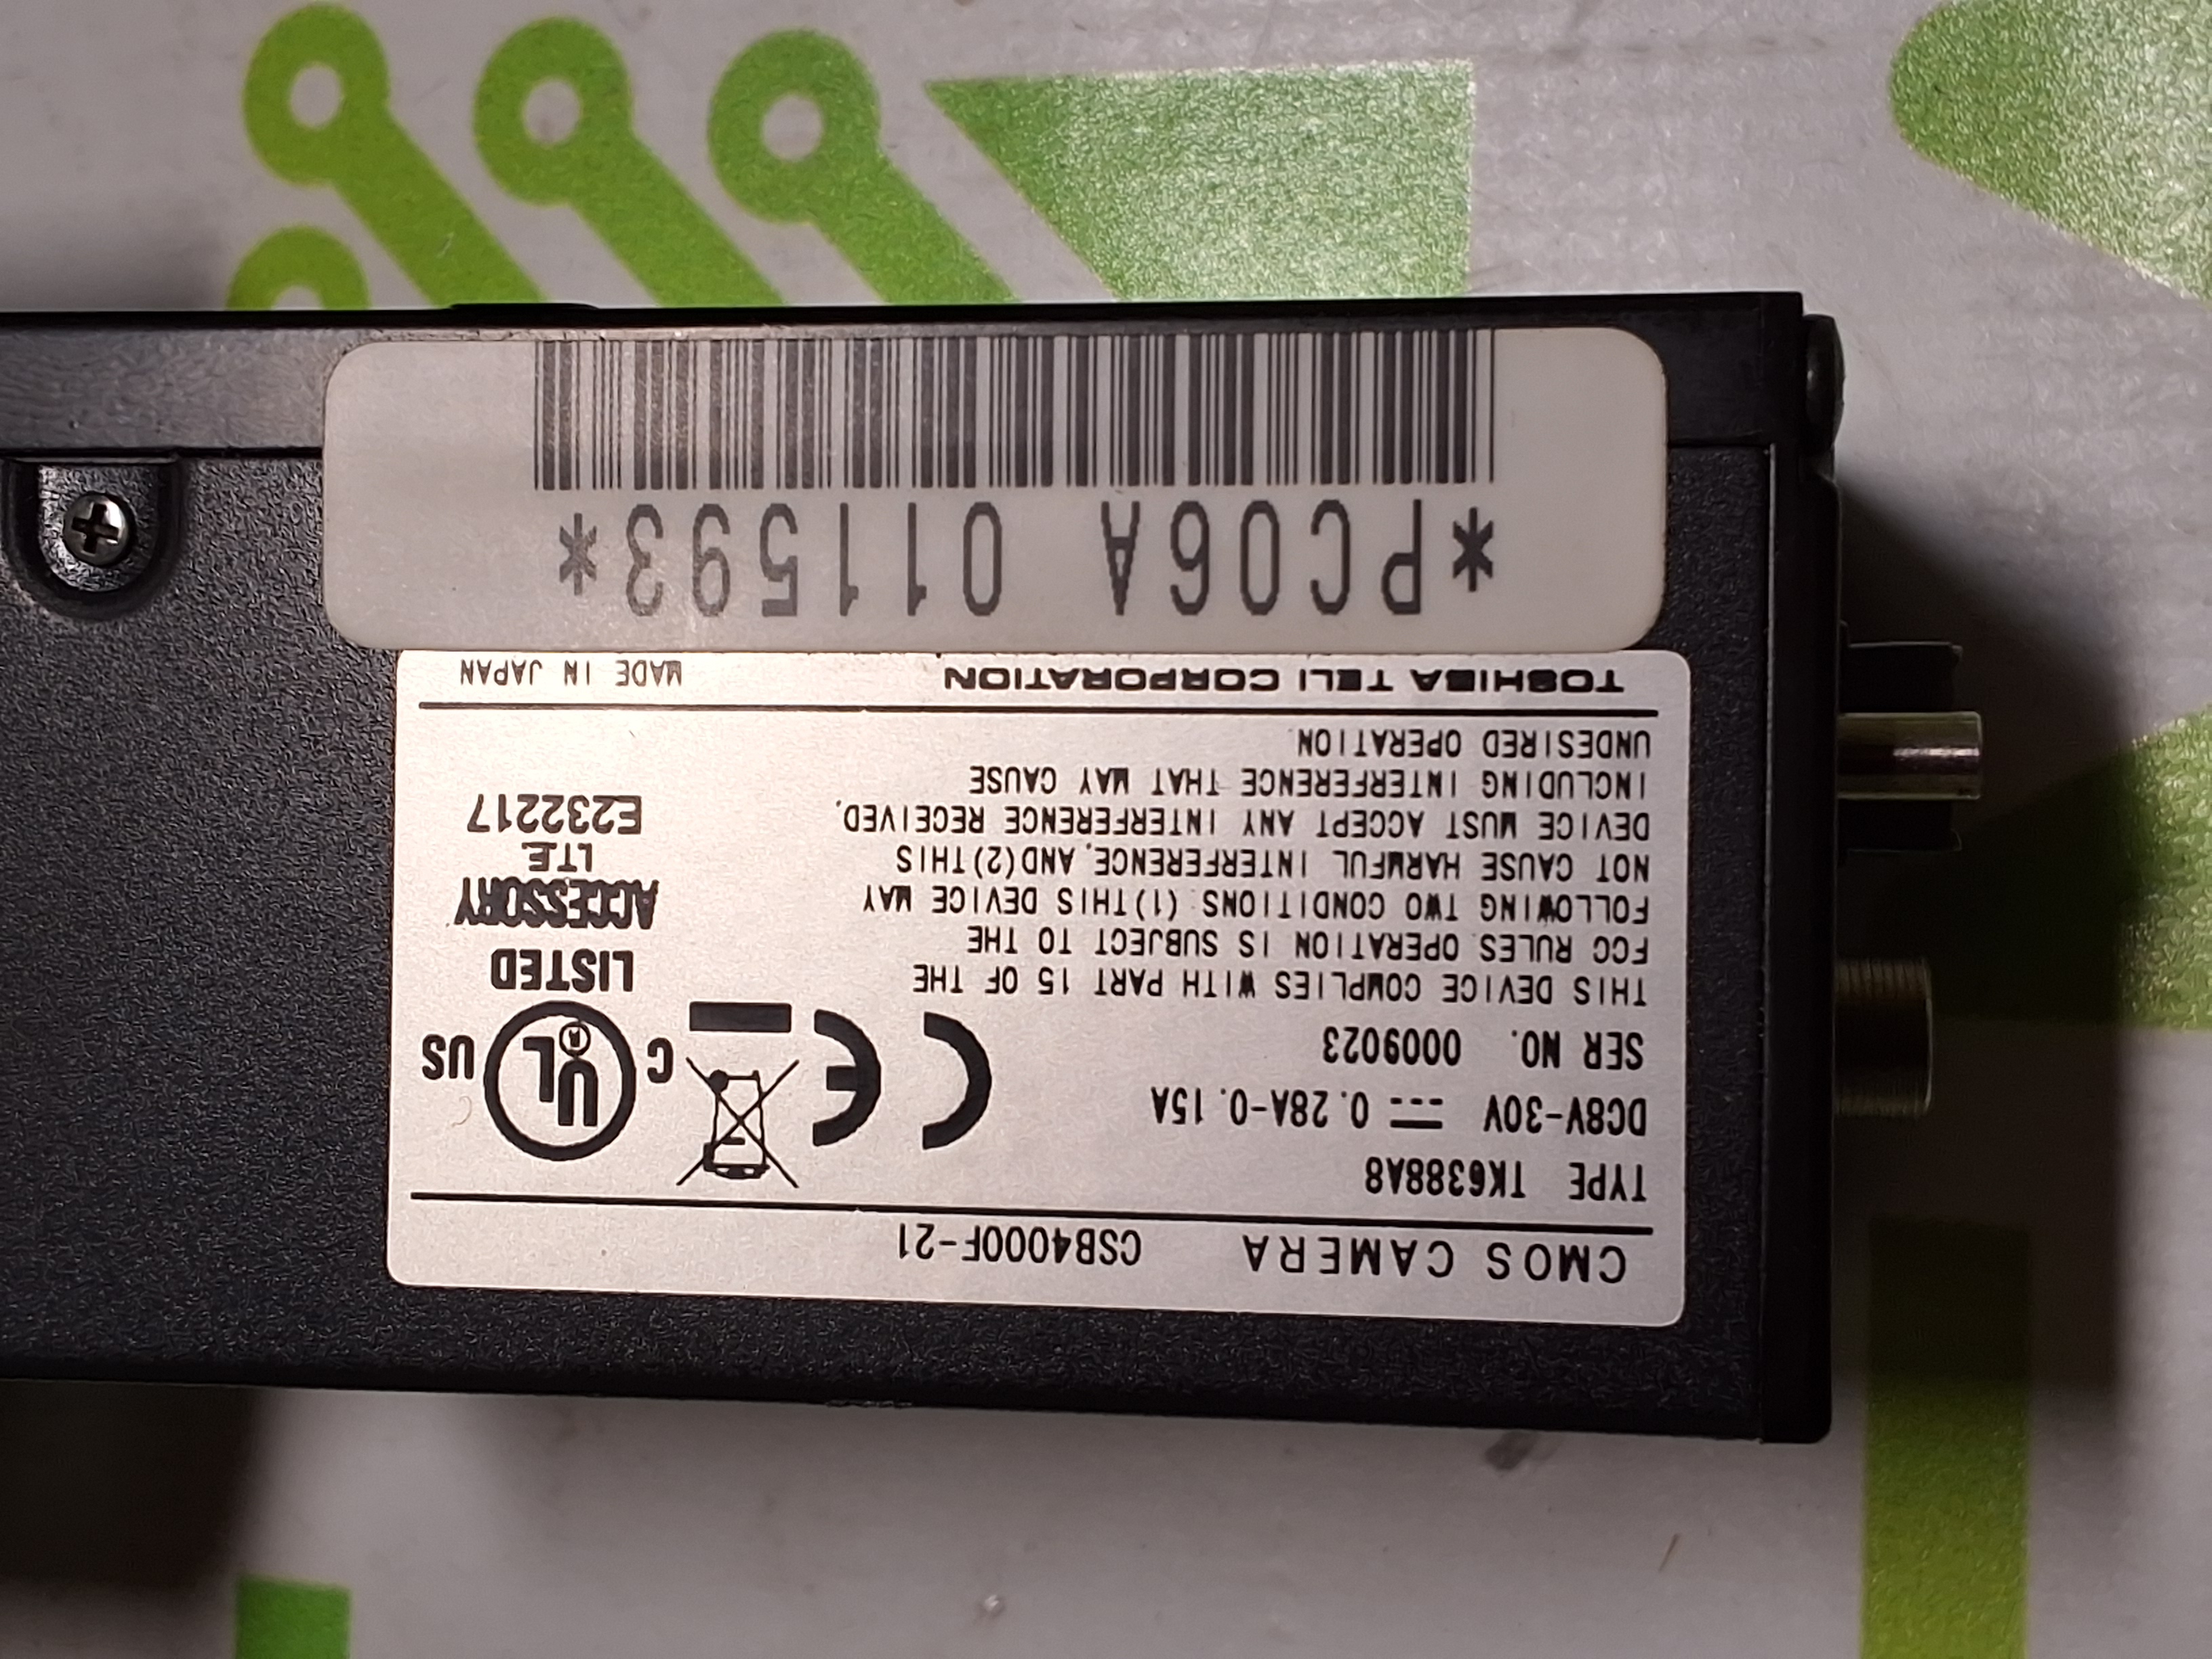 CMOS CAMERA CSB4000F-21
TYPE TK6388A8
DC8V-30V 0.28A-0.15A
SER NO. 0009023
CE
C UL® US
LISTED
ACCESSORY
I.T.E.
E232217
THIS DEVICE COMPLIES WITH PART 15 OF THE
FCC RULES OPERATION IS SUBJECT TO THE
FOLLOWING TWO CONDITIONS:(1)THIS DEVICE MAY
NOT CAUSE HARMFUL INTERFERENCE,AND(2)THIS
DEVICE MUST ACCEPT ANY INTERFERENCE RECEIVED,
INCLUDING INTERFERENCE THAT MAY CAUSE
UNDESIRED OPERATION.
TOSHIBA TELI CORPORATION MADE IN JAPAN
*PC06A 011593*